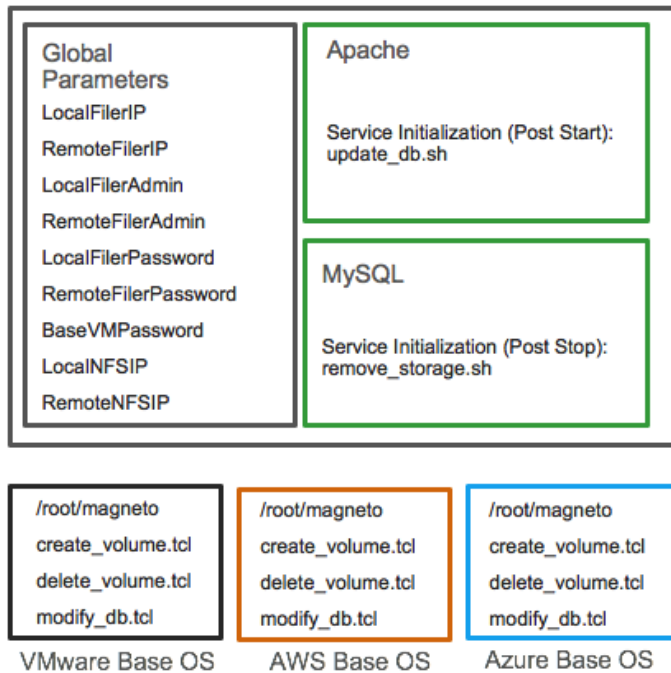 Global
Parameters
LocalFilerIP
RemoteFilerIP
LocalFilerAdmin
RemoteFilerAdmin
LocalFilerPassword
RemoteFilerPassword
BaseVMPassword
LocalNFSIP
RemoteNFSIP
Apache
Service Initialization (Post Start):
update_db.sh
MySQL
Service Initialization (Post Stop):
remove_storage.sh
/root/magneto
create_volume.tcl
delete_volume.tcl
modify_db.tcl
VMware Base OS
/root/magneto
create_volume.tcl
delete_volume.tcl
modify_db.tcl
AWS Base OS
/root/magneto
create_volume.tcl
delete_volume.tcl
modify_db.tcl
Azure Base OS